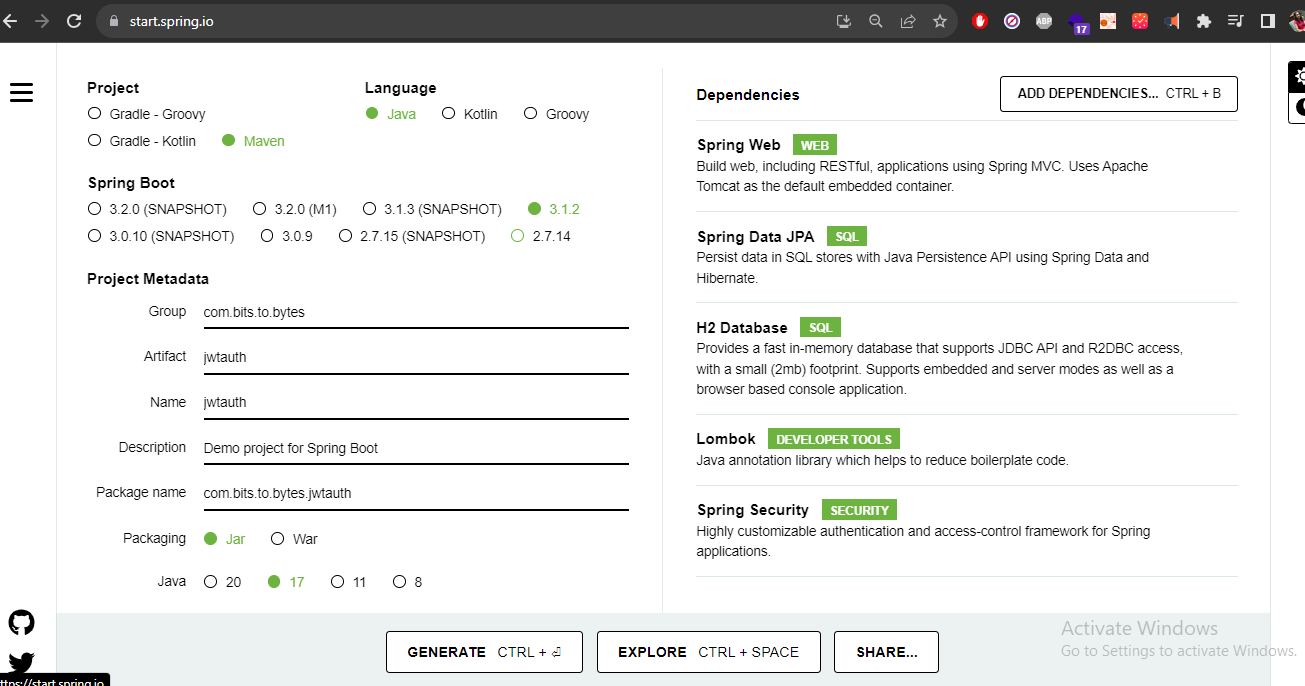 start.spring.io
ABP
17
Project
Gradle - Groovy
Gradle - Kotlin Maven
Language
Java Kotlin Groovy
Spring Boot
3.2.0 (SNAPSHOT) 3.2.0 (M1) 3.1.3 (SNAPSHOT) 3.1.2
3.0.10 (SNAPSHOT) 3.0.9 2.7.15 (SNAPSHOT) 2.7.14
Project Metadata
Group com.bits.to.bytes
Artifact jwtauth
Name jwtauth
Description Demo project for Spring Boot
Package name com.bits.to.bytes.jwtauth
Packaging Jar War
Java 20 17 11 8
Dependencies ADD DEPENDENCIES... CTRL + B
Spring Web WEB
Build web, including RESTful, applications using Spring MVC. Uses Apache
Tomcat as the default embedded container.
Spring Data JPA SQL
Persist data in SQL stores with Java Persistence API using Spring Data and
Hibernate.
H2 Database SQL
Provides a fast in-memory database that supports JDBC API and R2DBC access,
with a small (2mb) footprint. Supports embedded and server modes as well as a
browser based console application.
Lombok DEVELOPER TOOLS
Java annotation library which helps to reduce boilerplate code.
Spring Security SECURITY
Highly customizable authentication and access-control framework for Spring
applications.
GENERATE CTRL + ⏎ EXPLORE CTRL + SPACE SHARE...
Activate Windows
Go to Settings to activate Windows.
ttps://start.spring.io